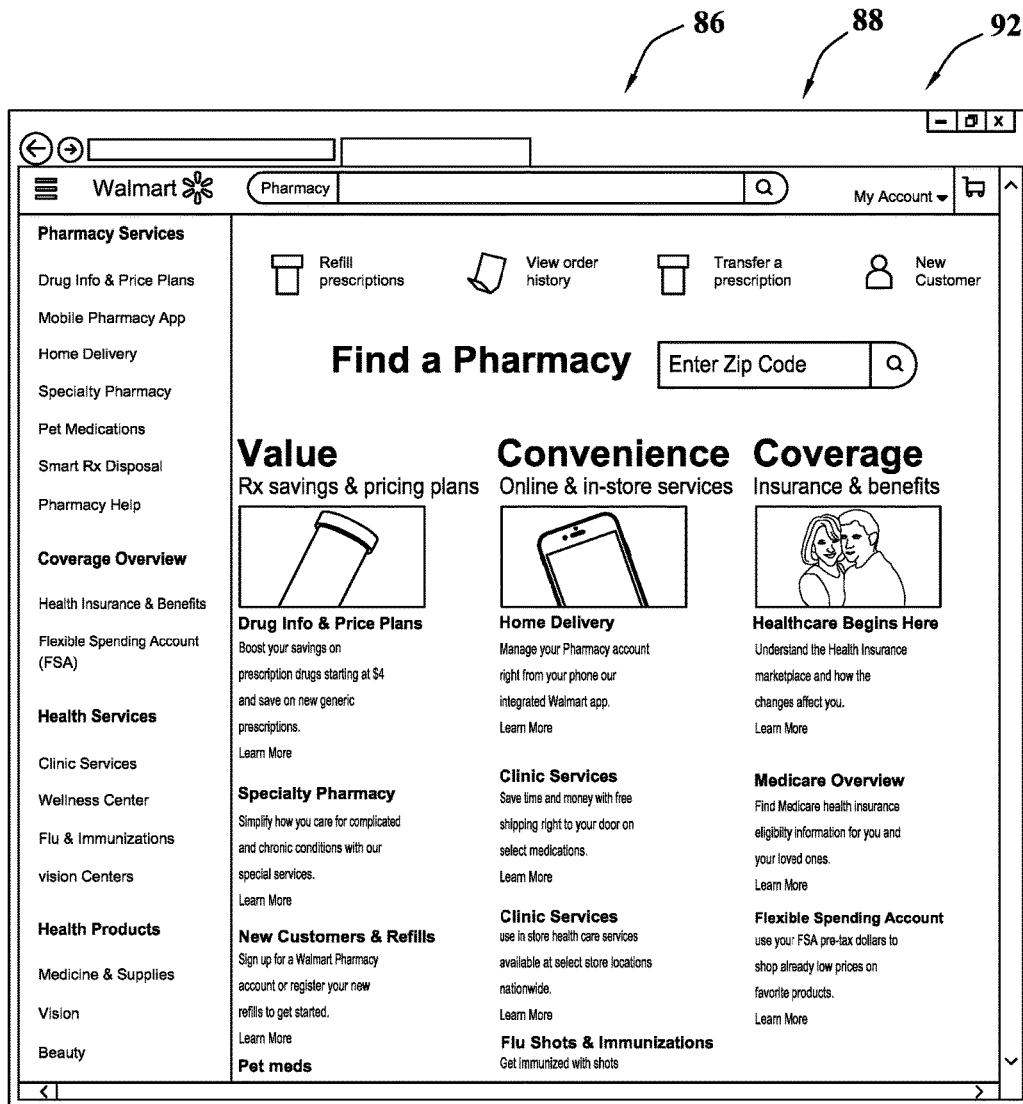 86
88
92
- x
Walmart
Pharmacy
My Account
Pharmacy Services
Drug Info & Price Plans
Mobile Pharmacy App
Home Delivery
Specialty Pharmacy
Pet Medications
Smart Rx Disposal
Pharmacy Help
Coverage Overview
Health Insurance & Benefits
Flexible Spending Account
(FSA)
Health Services
Clinic Services
Wellness Center
Flu & Immunizations
vision Centers
Health Products
Medicine & Supplies
Vision
Beauty
Refill
prescriptions
View order
history
Transfer a
prescription
New
Customer
Find a Pharmacy
Enter Zip Code
Value
Rx savings & pricing plans
Drug Info & Price Plans
Boost your savings on
prescription drugs starting at $4
and save on new generic
prescriptions.
Learn More
Specialty Pharmacy
Simplify how you care for complicated
and chronic conditions with our
special services.
Learn More
New Customers & Refills
Sign up for a Walmart Pharmacy
account or register your new
refills to get started.
Learn More
Pet meds
Convenience
Online & in-store services
Home Delivery
Manage your Pharmacy account
right from your phone our
integrated Walmart app.
Learn More
Clinic Services
Save time and money with free
shipping right to your door on
select medications.
Learn More
Clinic Services
use in store health care services
available at select store locations
nationwide.
Learn More
Flu Shots & Immunizations
Get immunized with shots
Coverage
Insurance & benefits
Healthcare Begins Here
Understand the Health Insurance
marketplace and how the
changes affect you.
Learn More
Medicare Overview
Find Medicare health insurance
eligibilty information for you and
your loved ones.
Learn More
Flexible Spending Account
use your FSA pre-tax dollars to
shop already low prices on
favorite products.
Learn More